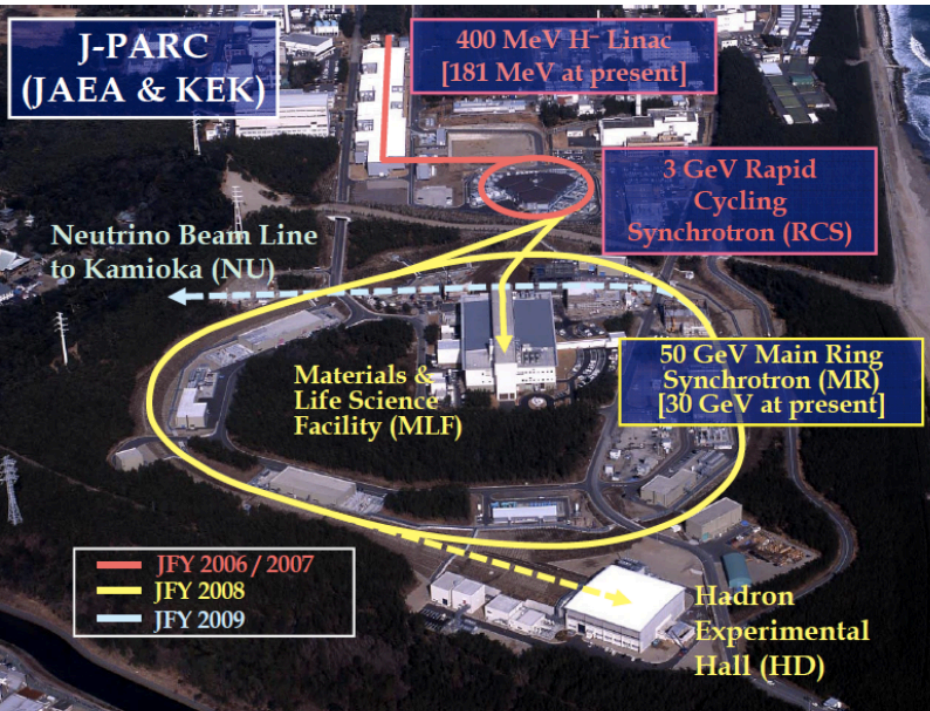 J-PARC
(JAEA & KEK)
400 MeV H⁻ Linac
[181 MeV at present]
3 GeV Rapid
Cycling
Synchrotron (RCS)
Neutrino Beam Line
to Kamioka (NU)
50 GeV Main Ring
Synchrotron (MR)
[30 GeV at present]
Materials &
Life Science
Facility (MLF)
JFY 2006 / 2007
JFY 2008
JFY 2009
Hadron
Experimental
Hall (HD)